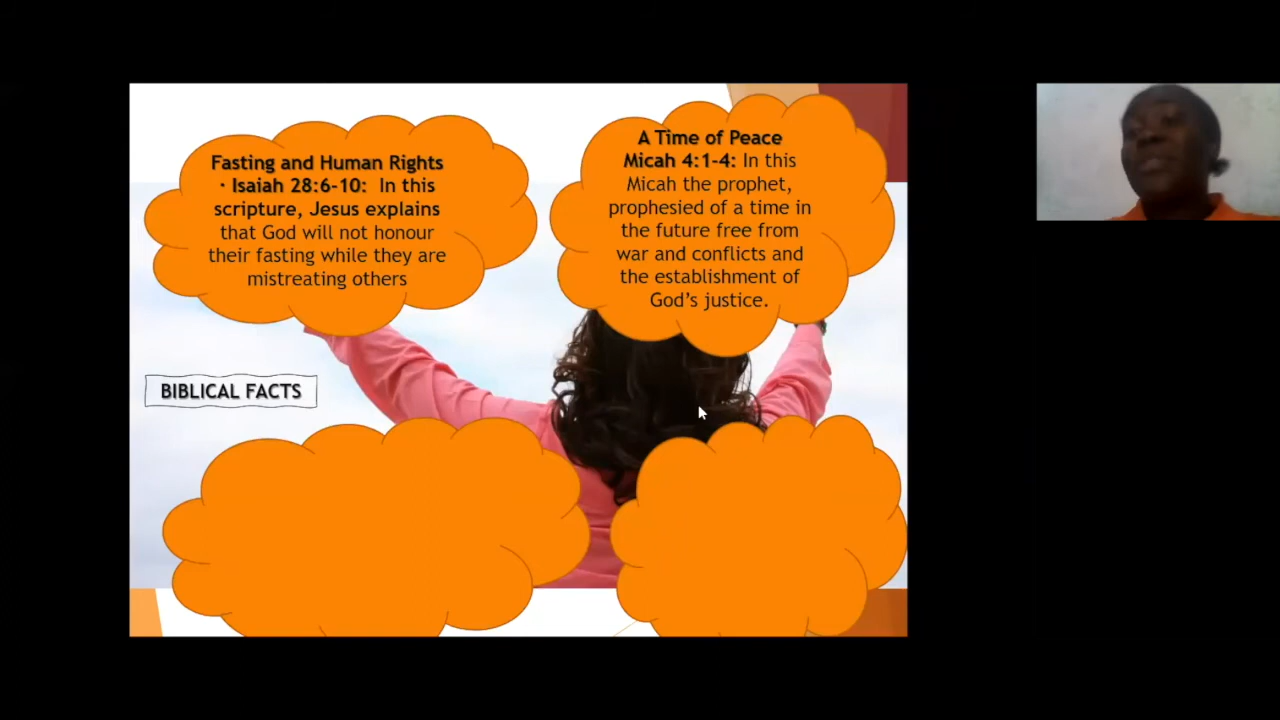 Fasting and Human Rights
· Isaiah 28:6-10: In this
scripture, Jesus explains
that God will not honour
their fasting while they are
mistreating others
A Time of Peace
Micah 4:1-4: In this
Micah the prophet,
prophesied of a time in
the future free from
war and conflicts and
the establishment of
God's justice.
BIBLICAL FACTS